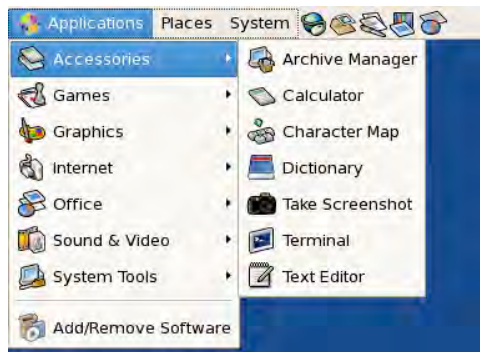 Applications Places System
Accessories
Games
Graphics
Internet
Office
Sound & Video
System Tools
Add/Remove Software
Archive Manager
Calculator
Character Map
Dictionary
Take Screenshot
Terminal
Text Editor